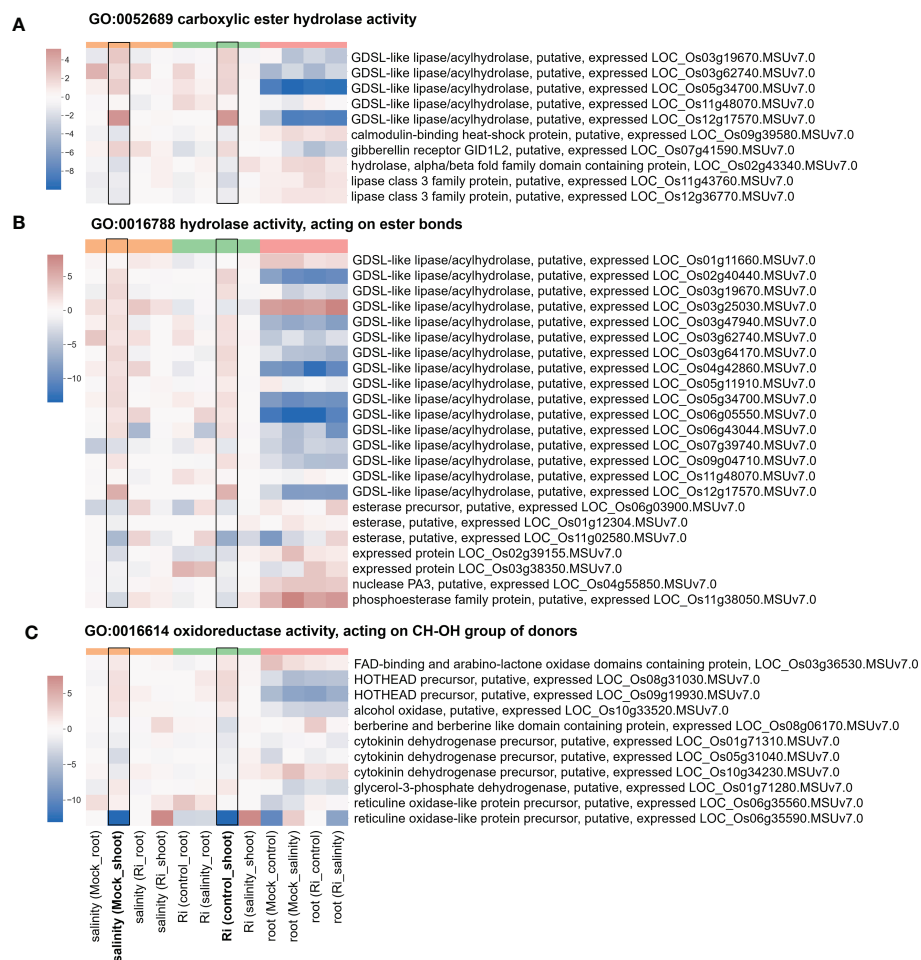 A
GO:0052689 carboxylic ester hydrolase activity
4
2
0
−2
−4
−6
−8
GDSL-like lipase/acylhydrolase, putative, expressed LOC_Os03g19670.MSUv7.0
GDSL-like lipase/acylhydrolase, putative, expressed LOC_Os03g62740.MSUv7.0
GDSL-like lipase/acylhydrolase, putative, expressed LOC_Os05g34700.MSUv7.0
GDSL-like lipase/acylhydrolase, putative, expressed LOC_Os11g48070.MSUv7.0
GDSL-like lipase/acylhydrolase, putative, expressed LOC_Os12g17570.MSUv7.0
calmodulin-binding heat-shock protein, putative, expressed LOC_Os09g39580.MSUv7.0
gibberellin receptor GID1L2, putative, expressed LOC_Os07g41590.MSUv7.0
hydrolase, alpha/beta fold family domain containing protein, LOC_Os02g43340.MSUv7.0
lipase class 3 family protein, putative, expressed LOC_Os11g43760.MSUv7.0
lipase class 3 family protein, putative, expressed LOC_Os12g36770.MSUv7.0
B
GO:0016788 hydrolase activity, acting on ester bonds
5
0
−5
−10
GDSL-like lipase/acylhydrolase, putative, expressed LOC_Os01g11660.MSUv7.0
GDSL-like lipase/acylhydrolase, putative, expressed LOC_Os02g40440.MSUv7.0
GDSL-like lipase/acylhydrolase, putative, expressed LOC_Os03g19670.MSUv7.0
GDSL-like lipase/acylhydrolase, putative, expressed LOC_Os03g25030.MSUv7.0
GDSL-like lipase/acylhydrolase, putative, expressed LOC_Os03g47940.MSUv7.0
GDSL-like lipase/acylhydrolase, putative, expressed LOC_Os03g62740.MSUv7.0
GDSL-like lipase/acylhydrolase, putative, expressed LOC_Os03g64170.MSUv7.0
GDSL-like lipase/acylhydrolase, putative, expressed LOC_Os04g42860.MSUv7.0
GDSL-like lipase/acylhydrolase, putative, expressed LOC_Os05g11910.MSUv7.0
GDSL-like lipase/acylhydrolase, putative, expressed LOC_Os05g34700.MSUv7.0
GDSL-like lipase/acylhydrolase, putative, expressed LOC_Os06g05550.MSUv7.0
GDSL-like lipase/acylhydrolase, putative, expressed LOC_Os06g43044.MSUv7.0
GDSL-like lipase/acylhydrolase, putative, expressed LOC_Os07g39740.MSUv7.0
GDSL-like lipase/acylhydrolase, putative, expressed LOC_Os09g04710.MSUv7.0
GDSL-like lipase/acylhydrolase, putative, expressed LOC_Os11g48070.MSUv7.0
GDSL-like lipase/acylhydrolase, putative, expressed LOC_Os12g17570.MSUv7.0
esterase precursor, putative, expressed LOC_Os06g03900.MSUv7.0
esterase, putative, expressed LOC_Os01g12304.MSUv7.0
esterase, putative, expressed LOC_Os11g02580.MSUv7.0
expressed protein LOC_Os02g39155.MSUv7.0
expressed protein LOC_Os03g38350.MSUv7.0
nuclease PA3, putative, expressed LOC_Os04g55850.MSUv7.0
phosphoesterase family protein, putative, expressed LOC_Os11g38050.MSUv7.0
C
GO:0016614 oxidoreductase activity, acting on CH-OH group of donors
5
0
−5
−10
FAD-binding and arabino-lactone oxidase domains containing protein, LOC_Os03g36530.MSUv7.0
HOTHEAD precursor, putative, expressed LOC_Os08g31030.MSUv7.0
HOTHEAD precursor, putative, expressed LOC_Os09g19930.MSUv7.0
alcohol oxidase, putative, expressed LOC_Os10g33520.MSUv7.0
berberine and berberine like domain containing protein, expressed LOC_Os08g06170.MSUv7.0
cytokinin dehydrogenase precursor, putative, expressed LOC_Os01g71310.MSUv7.0
cytokinin dehydrogenase precursor, putative, expressed LOC_Os05g31040.MSUv7.0
cytokinin dehydrogenase precursor, putative, expressed LOC_Os10g34230.MSUv7.0
glycerol-3-phosphate dehydrogenase, putative, expressed LOC_Os01g71280.MSUv7.0
reticuline oxidase-like protein precursor, putative, expressed LOC_Os06g35560.MSUv7.0
reticuline oxidase-like protein precursor, putative, expressed LOC_Os06g35590.MSUv7.0
salinity (Mock_root)
salinity (Mock_shoot)
salinity (Ri_root)
salinity (Ri_shoot)
Ri (control_root)
Ri (salinity_root)
Ri (control_shoot)
Ri (salinity_shoot)
root (Mock_control)
root (Mock_salinity)
root (Ri_control)
root (Ri_salinity)